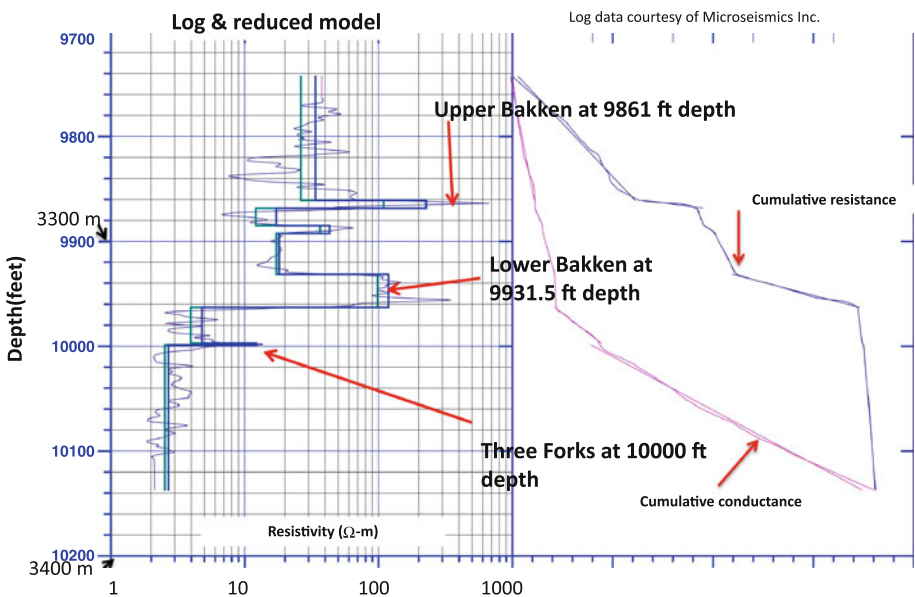 Log & reduced model
Log data courtesy of Microseismics Inc.
9700
Upper Bakken at 9861 ft depth
9800
Cumulative resistance
3300 m
9900
Lower Bakken at
9931.5 ft depth
Depth(feet)
10000
Three Forks at 10000 ft
depth
10100
Cumulative conductance
Resistivity (Ω-m)
10200
3400 m
1 10 100 1000